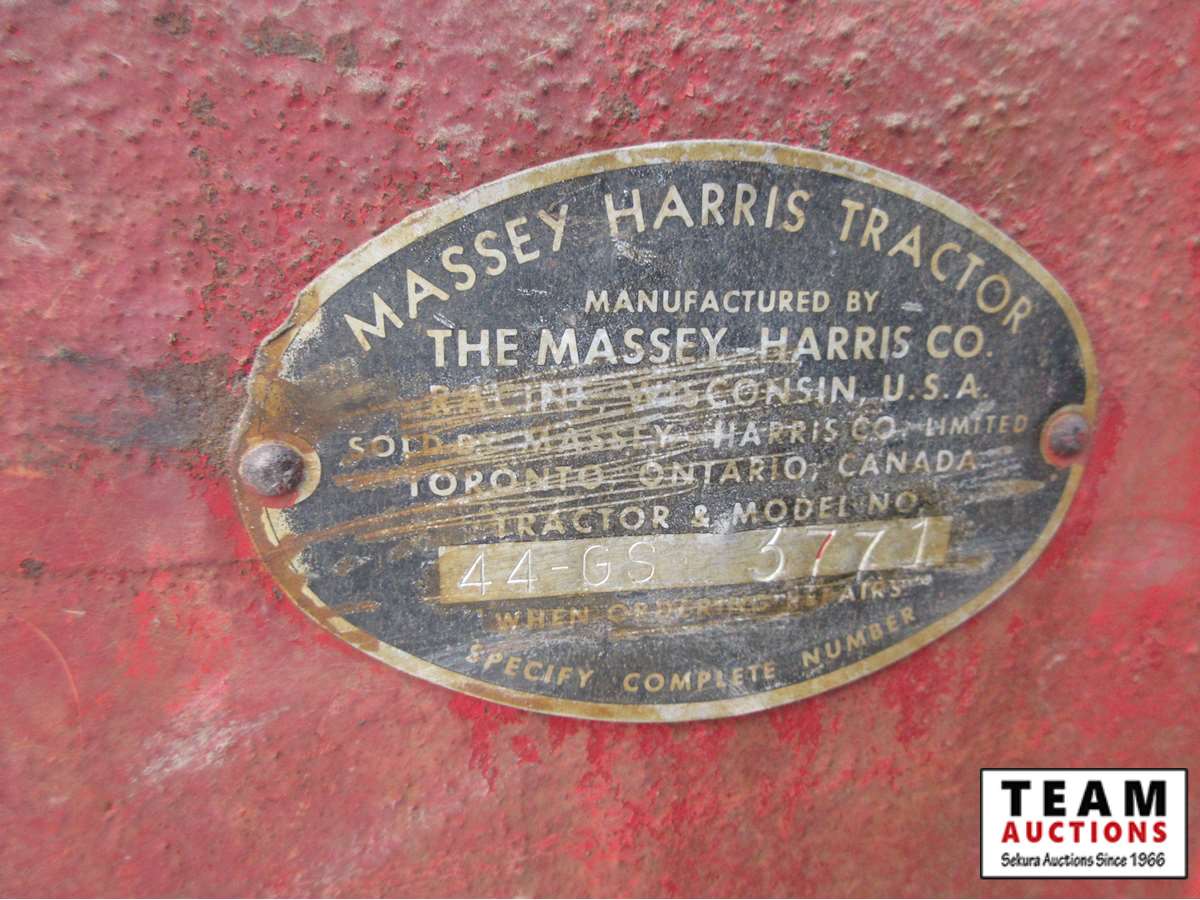 MASSEY HARRIS TRACTOR
MANUFACTURED BY
THE MASSEY-HARRIS CO.
RACINE, WISCONSIN, U.S.A.
SOLD BY MASSEY-HARRIS CO. LIMITED
TORONTO, ONTARIO, CANADA
TRACTOR & MODEL NO.
44-GS 3771
WHEN ORDERING REPAIRS
SPECIFY COMPLETE NUMBER
TEAM
AUCTIONS
Sekura Auctions Since 1966